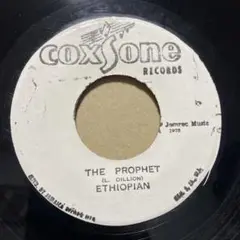 coxsone
RECORDS
Jamrec Music
THE PROPHET
(L. DILLION)
ETHIOPIAN